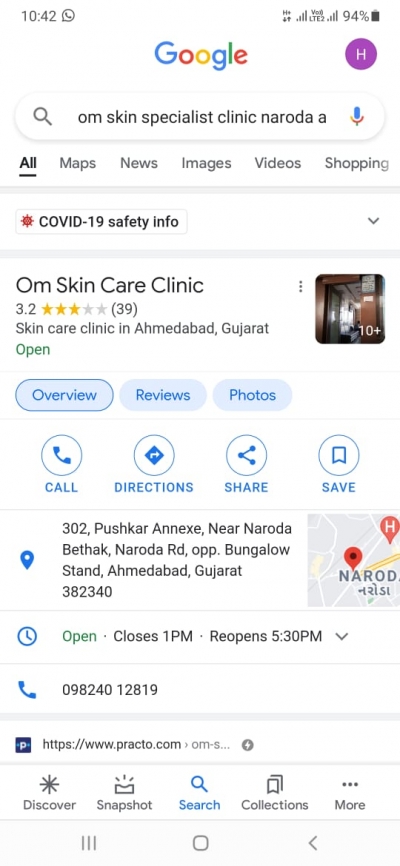 10:42
H+ Vo) LTE2 94%
Google
H
om skin specialist clinic naroda a
All Maps News Images Videos Shopping
COVID-19 safety info
Om Skin Care Clinic
3.2 (39)
Skin care clinic in Ahmedabad, Gujarat
Open
10+
Overview Reviews Photos
CALL DIRECTIONS SHARE SAVE
302, Pushkar Annexe, Near Naroda
Bethak, Naroda Rd, opp. Bungalow
Stand, Ahmedabad, Gujarat
382340
H
NARODA
નરોડા
Open · Closes 1PM · Reopens 5:30PM
098240 12819
p
https://www.practo.com › om-s...
Discover Snapshot Search Collections More